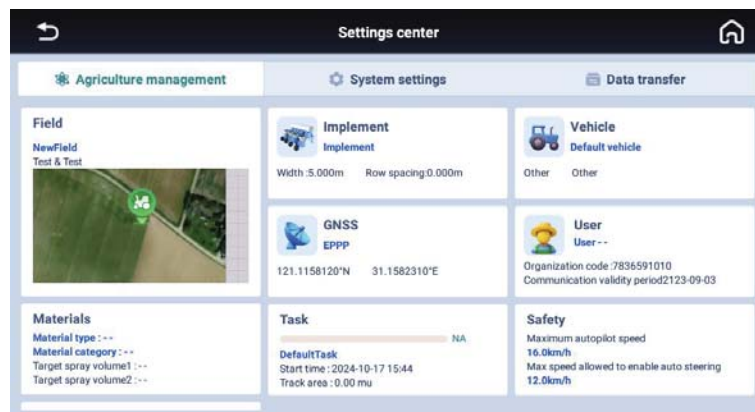 Settings center
Agriculture management
System settings
Data transfer
Field
NewField
Test & Test
Implement
Implement
Width :5.000m Row spacing:0.000m
Vehicle
Default vehicle
Other Other
GNSS
EPPP
121.1158120°N 31.1582310°E
User
User - -
Organization code :7836591010
Communication validity period2123-09-03
Materials
Material type : - -
Material category : - -
Target spray volume1 : - -
Target spray volume2 : - -
Task
NA
DefaultTask
Start time : 2024-10-17 15:44
Track area : 0.00 mu
Safety
Maximum autopilot speed
16.0km/h
Max speed allowed to enable auto steering
12.0km/h